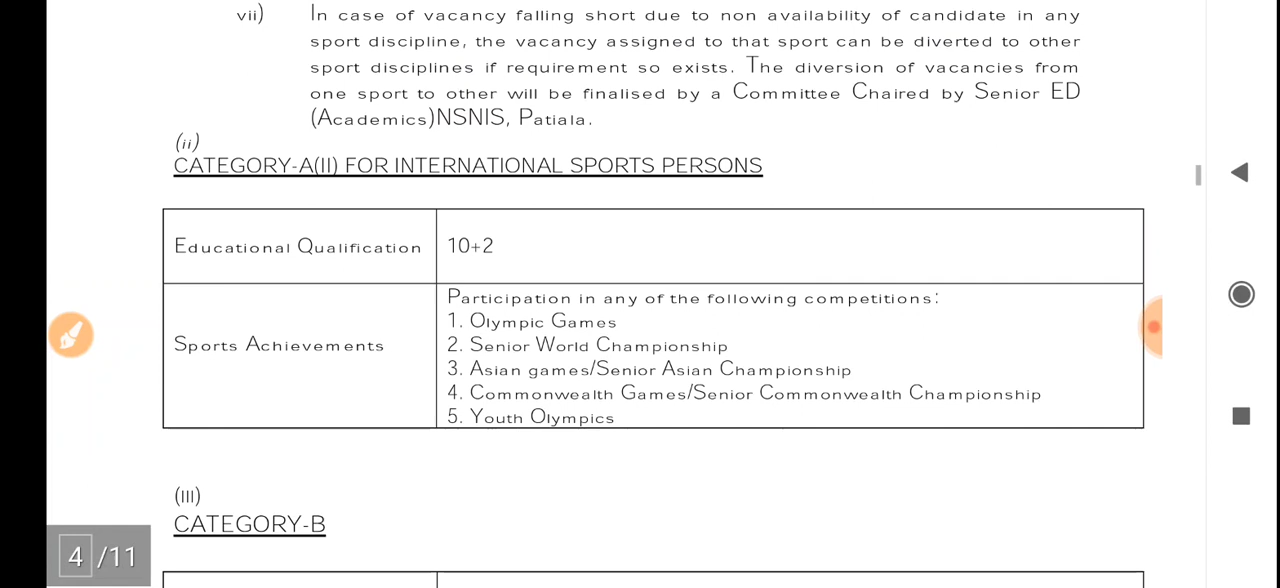 vii) In case of vacancy falling short due to non availability of candidate in any
sport discipline, the vacancy assigned to that sport can be diverted to other
sport disciplines if requirement so exists. The diversion of vacancies from
one sport to other will be finalised by a Committee Chaired by Senior ED
(Academics)NSNIS, Patiala.
(ii)
CATEGORY-A(II) FOR INTERNATIONAL SPORTS PERSONS
Educational Qualification 10+2
Participation in any of the following competitions:
1. Olympic Games
Sports Achievements 2. Senior World Championship
3. Asian games/Senior Asian Championship
4. Commonwealth Games/Senior Commonwealth Championship
5. Youth Olympics
(III)
CATEGORY-B
4 /11